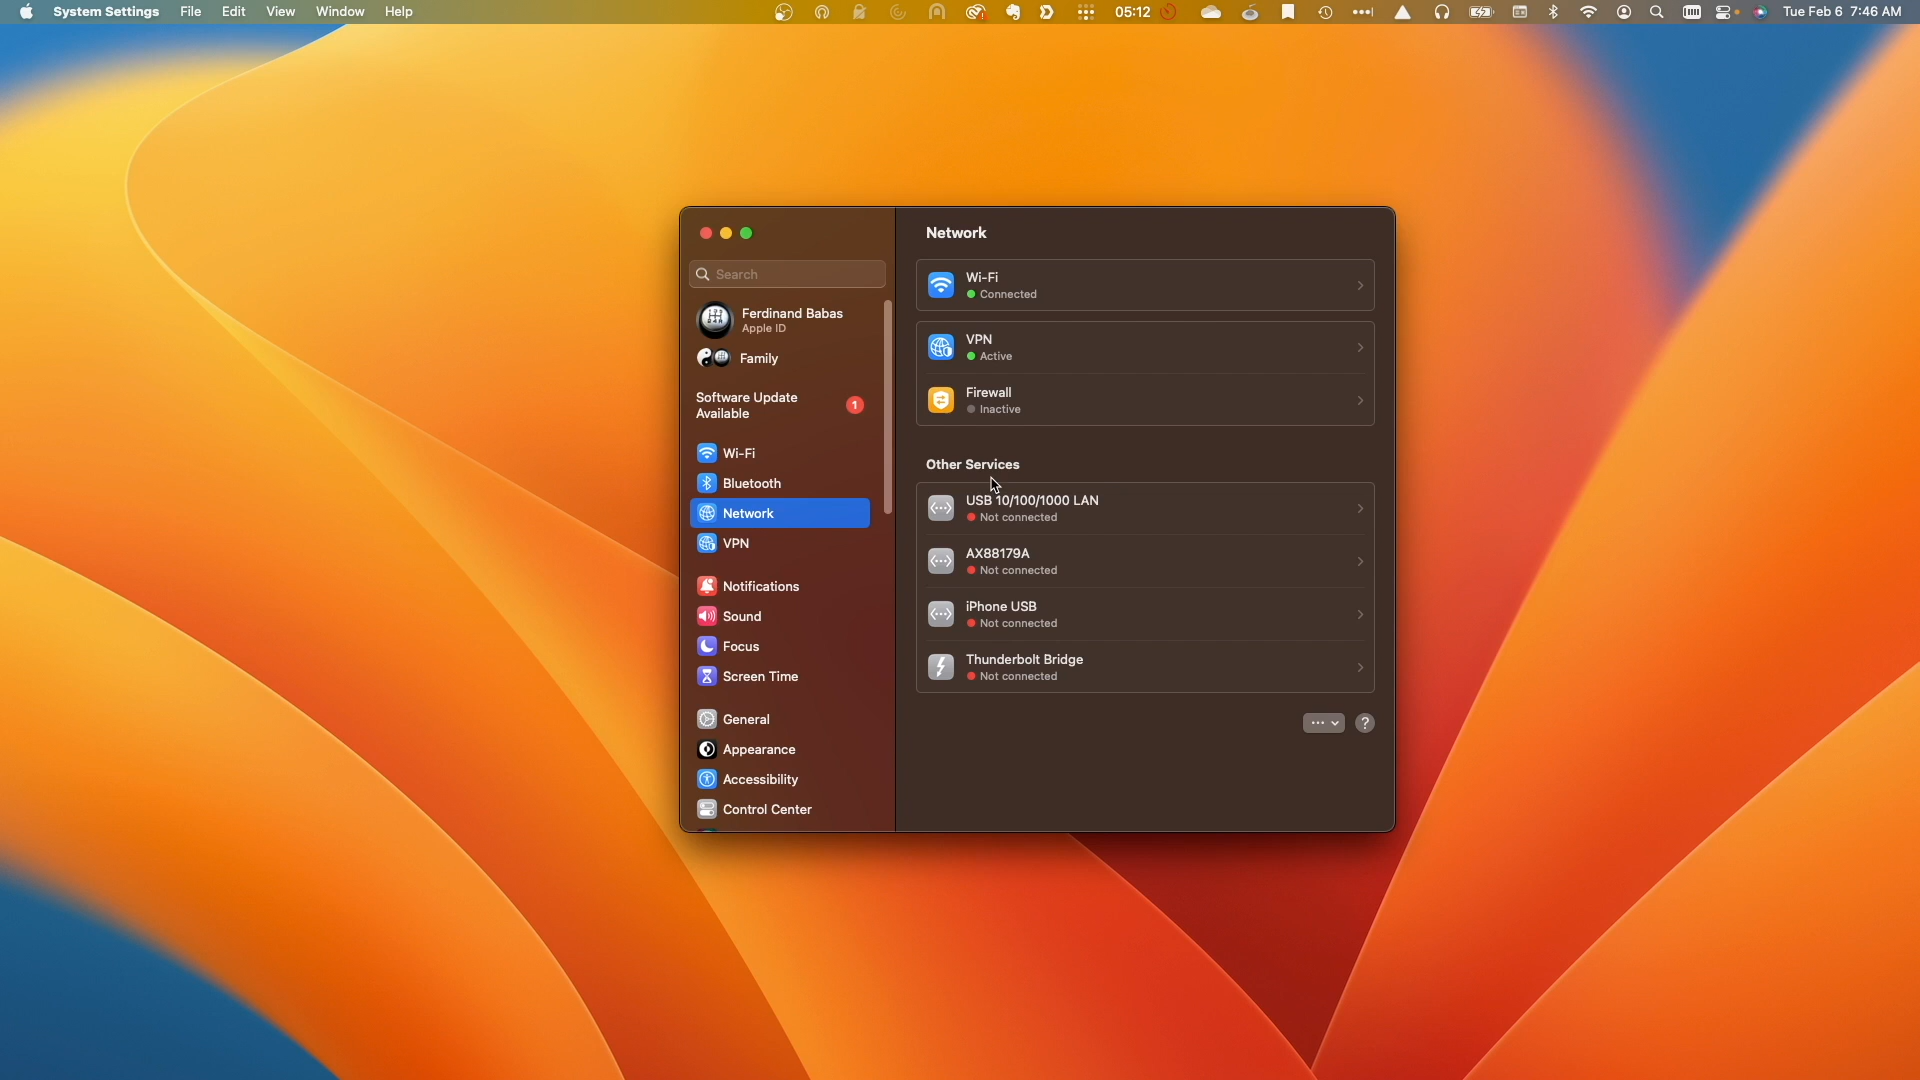 System Settings File Edit View Window Help 05:12 Tue Feb 6 7:46 AM
Network
Search
Ferdinand Babas
Apple ID
Family
Software Update
Available
1
Wi-Fi
Bluetooth
Network
VPN
Notifications
Sound
Focus
Screen Time
General
Appearance
Accessibility
Control Center
Wi-Fi
Connected
VPN
Active
Firewall
Inactive
Other Services
USB 10/100/1000 LAN
Not connected
AX88179A
Not connected
iPhone USB
Not connected
Thunderbolt Bridge
Not connected
?